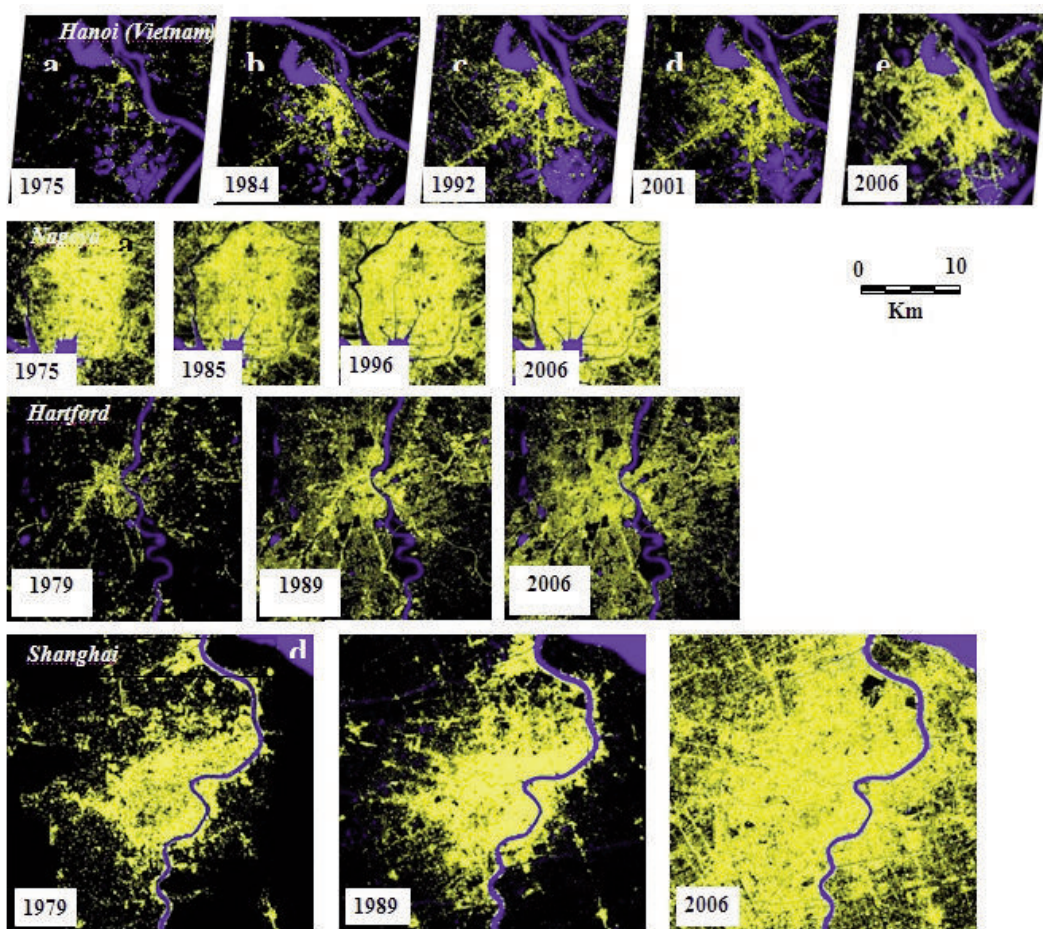 Hanoi (Vietnam)
a b c d e
1975 1984 1992 2001 2006
Nagoya a
1975 1985 1996 2006
0 10
Km
Hartford
1979 1989 2006
Shanghai d
1979 1989 2006